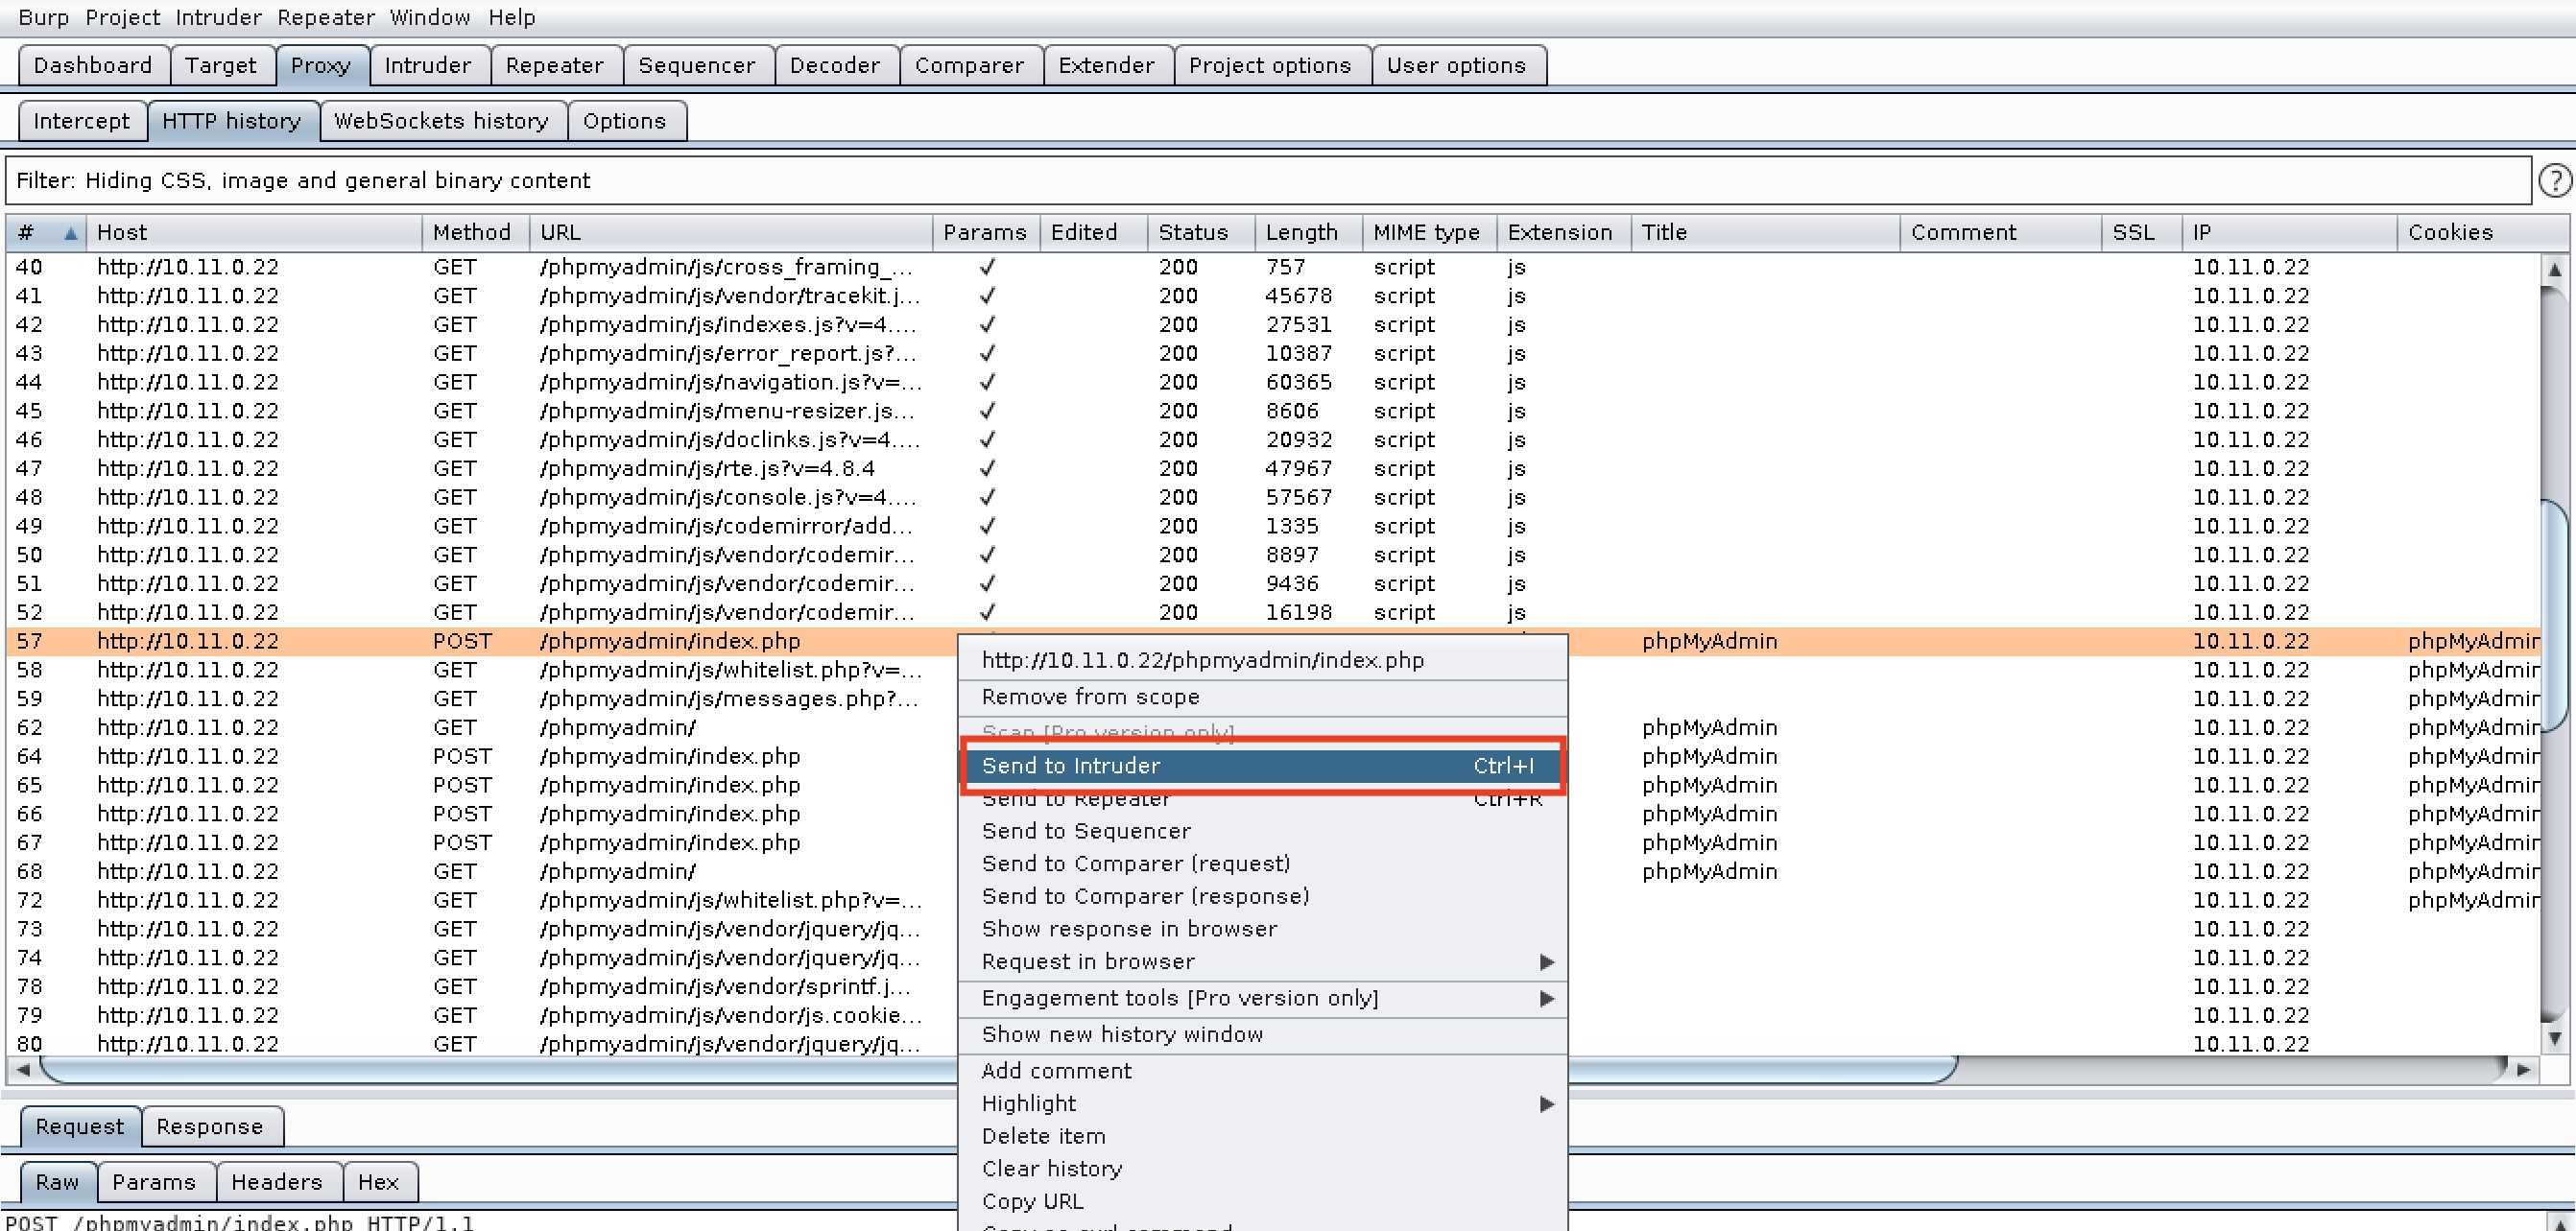 Burp Project Intruder Repeater Window Help
Dashboard Target Proxy Intruder Repeater Sequencer Decoder Comparer Extender Project options User options
Intercept HTTP history WebSockets history Options
Filter: Hiding CSS, image and general binary content ?
# Host Method URL Params Edited Status Length MIME type Extension Title Comment SSL IP Cookies
40 http://10.11.0.22 GET /phpmyadmin/js/cross_framing_... ✓ 200 757 script js 10.11.0.22
41 http://10.11.0.22 GET /phpmyadmin/js/vendor/tracekit.j... ✓ 200 45678 script js 10.11.0.22
42 http://10.11.0.22 GET /phpmyadmin/js/indexes.js?v=4.... ✓ 200 27531 script js 10.11.0.22
43 http://10.11.0.22 GET /phpmyadmin/js/error_report.js?... ✓ 200 10387 script js 10.11.0.22
44 http://10.11.0.22 GET /phpmyadmin/js/navigation.js?v=... ✓ 200 60365 script js 10.11.0.22
45 http://10.11.0.22 GET /phpmyadmin/js/menu-resizer.js... ✓ 200 8606 script js 10.11.0.22
46 http://10.11.0.22 GET /phpmyadmin/js/doclinks.js?v=4.... ✓ 200 20932 script js 10.11.0.22
47 http://10.11.0.22 GET /phpmyadmin/js/rte.js?v=4.8.4 ✓ 200 47967 script js 10.11.0.22
48 http://10.11.0.22 GET /phpmyadmin/js/console.js?v=4.... ✓ 200 57567 script js 10.11.0.22
49 http://10.11.0.22 GET /phpmyadmin/js/codemirror/add... ✓ 200 1335 script js 10.11.0.22
50 http://10.11.0.22 GET /phpmyadmin/js/vendor/codemir... ✓ 200 8897 script js 10.11.0.22
51 http://10.11.0.22 GET /phpmyadmin/js/vendor/codemir... ✓ 200 9436 script js 10.11.0.22
52 http://10.11.0.22 GET /phpmyadmin/js/vendor/codemir... ✓ 200 16198 script js 10.11.0.22
57 http://10.11.0.22 POST /phpmyadmin/index.php phpMyAdmin 10.11.0.22 phpMyAdmin
58 http://10.11.0.22 GET /phpmyadmin/js/whitelist.php?v=... 10.11.0.22 phpMyAdmin
59 http://10.11.0.22 GET /phpmyadmin/js/messages.php?... 10.11.0.22 phpMyAdmin
62 http://10.11.0.22 GET /phpmyadmin/ phpMyAdmin 10.11.0.22 phpMyAdmin
64 http://10.11.0.22 POST /phpmyadmin/index.php phpMyAdmin 10.11.0.22 phpMyAdmin
65 http://10.11.0.22 POST /phpmyadmin/index.php phpMyAdmin 10.11.0.22 phpMyAdmin
66 http://10.11.0.22 POST /phpmyadmin/index.php phpMyAdmin 10.11.0.22 phpMyAdmin
67 http://10.11.0.22 POST /phpmyadmin/index.php phpMyAdmin 10.11.0.22 phpMyAdmin
68 http://10.11.0.22 GET /phpmyadmin/ phpMyAdmin 10.11.0.22 phpMyAdmin
72 http://10.11.0.22 GET /phpmyadmin/js/whitelist.php?v=... 10.11.0.22 phpMyAdmin
73 http://10.11.0.22 GET /phpmyadmin/js/vendor/jquery/jq... 10.11.0.22
74 http://10.11.0.22 GET /phpmyadmin/js/vendor/jquery/jq... 10.11.0.22
78 http://10.11.0.22 GET /phpmyadmin/js/vendor/sprintf.j... 10.11.0.22
79 http://10.11.0.22 GET /phpmyadmin/js/vendor/js.cookie... 10.11.0.22
80 http://10.11.0.22 GET /phpmyadmin/js/vendor/jquery/jq... 10.11.0.22
http://10.11.0.22/phpmyadmin/index.php
Remove from scope
Scan [Pro version only]
Send to Intruder Ctrl+I
Send to Repeater Ctrl+R
Send to Sequencer
Send to Comparer (request)
Send to Comparer (response)
Show response in browser
Request in browser
Engagement tools [Pro version only]
Show new history window
Add comment
Highlight
Delete item
Clear history
Copy URL
Copy as curl command
Request Response
Raw Params Headers Hex
POST /phpmyadmin/index.php HTTP/1.1